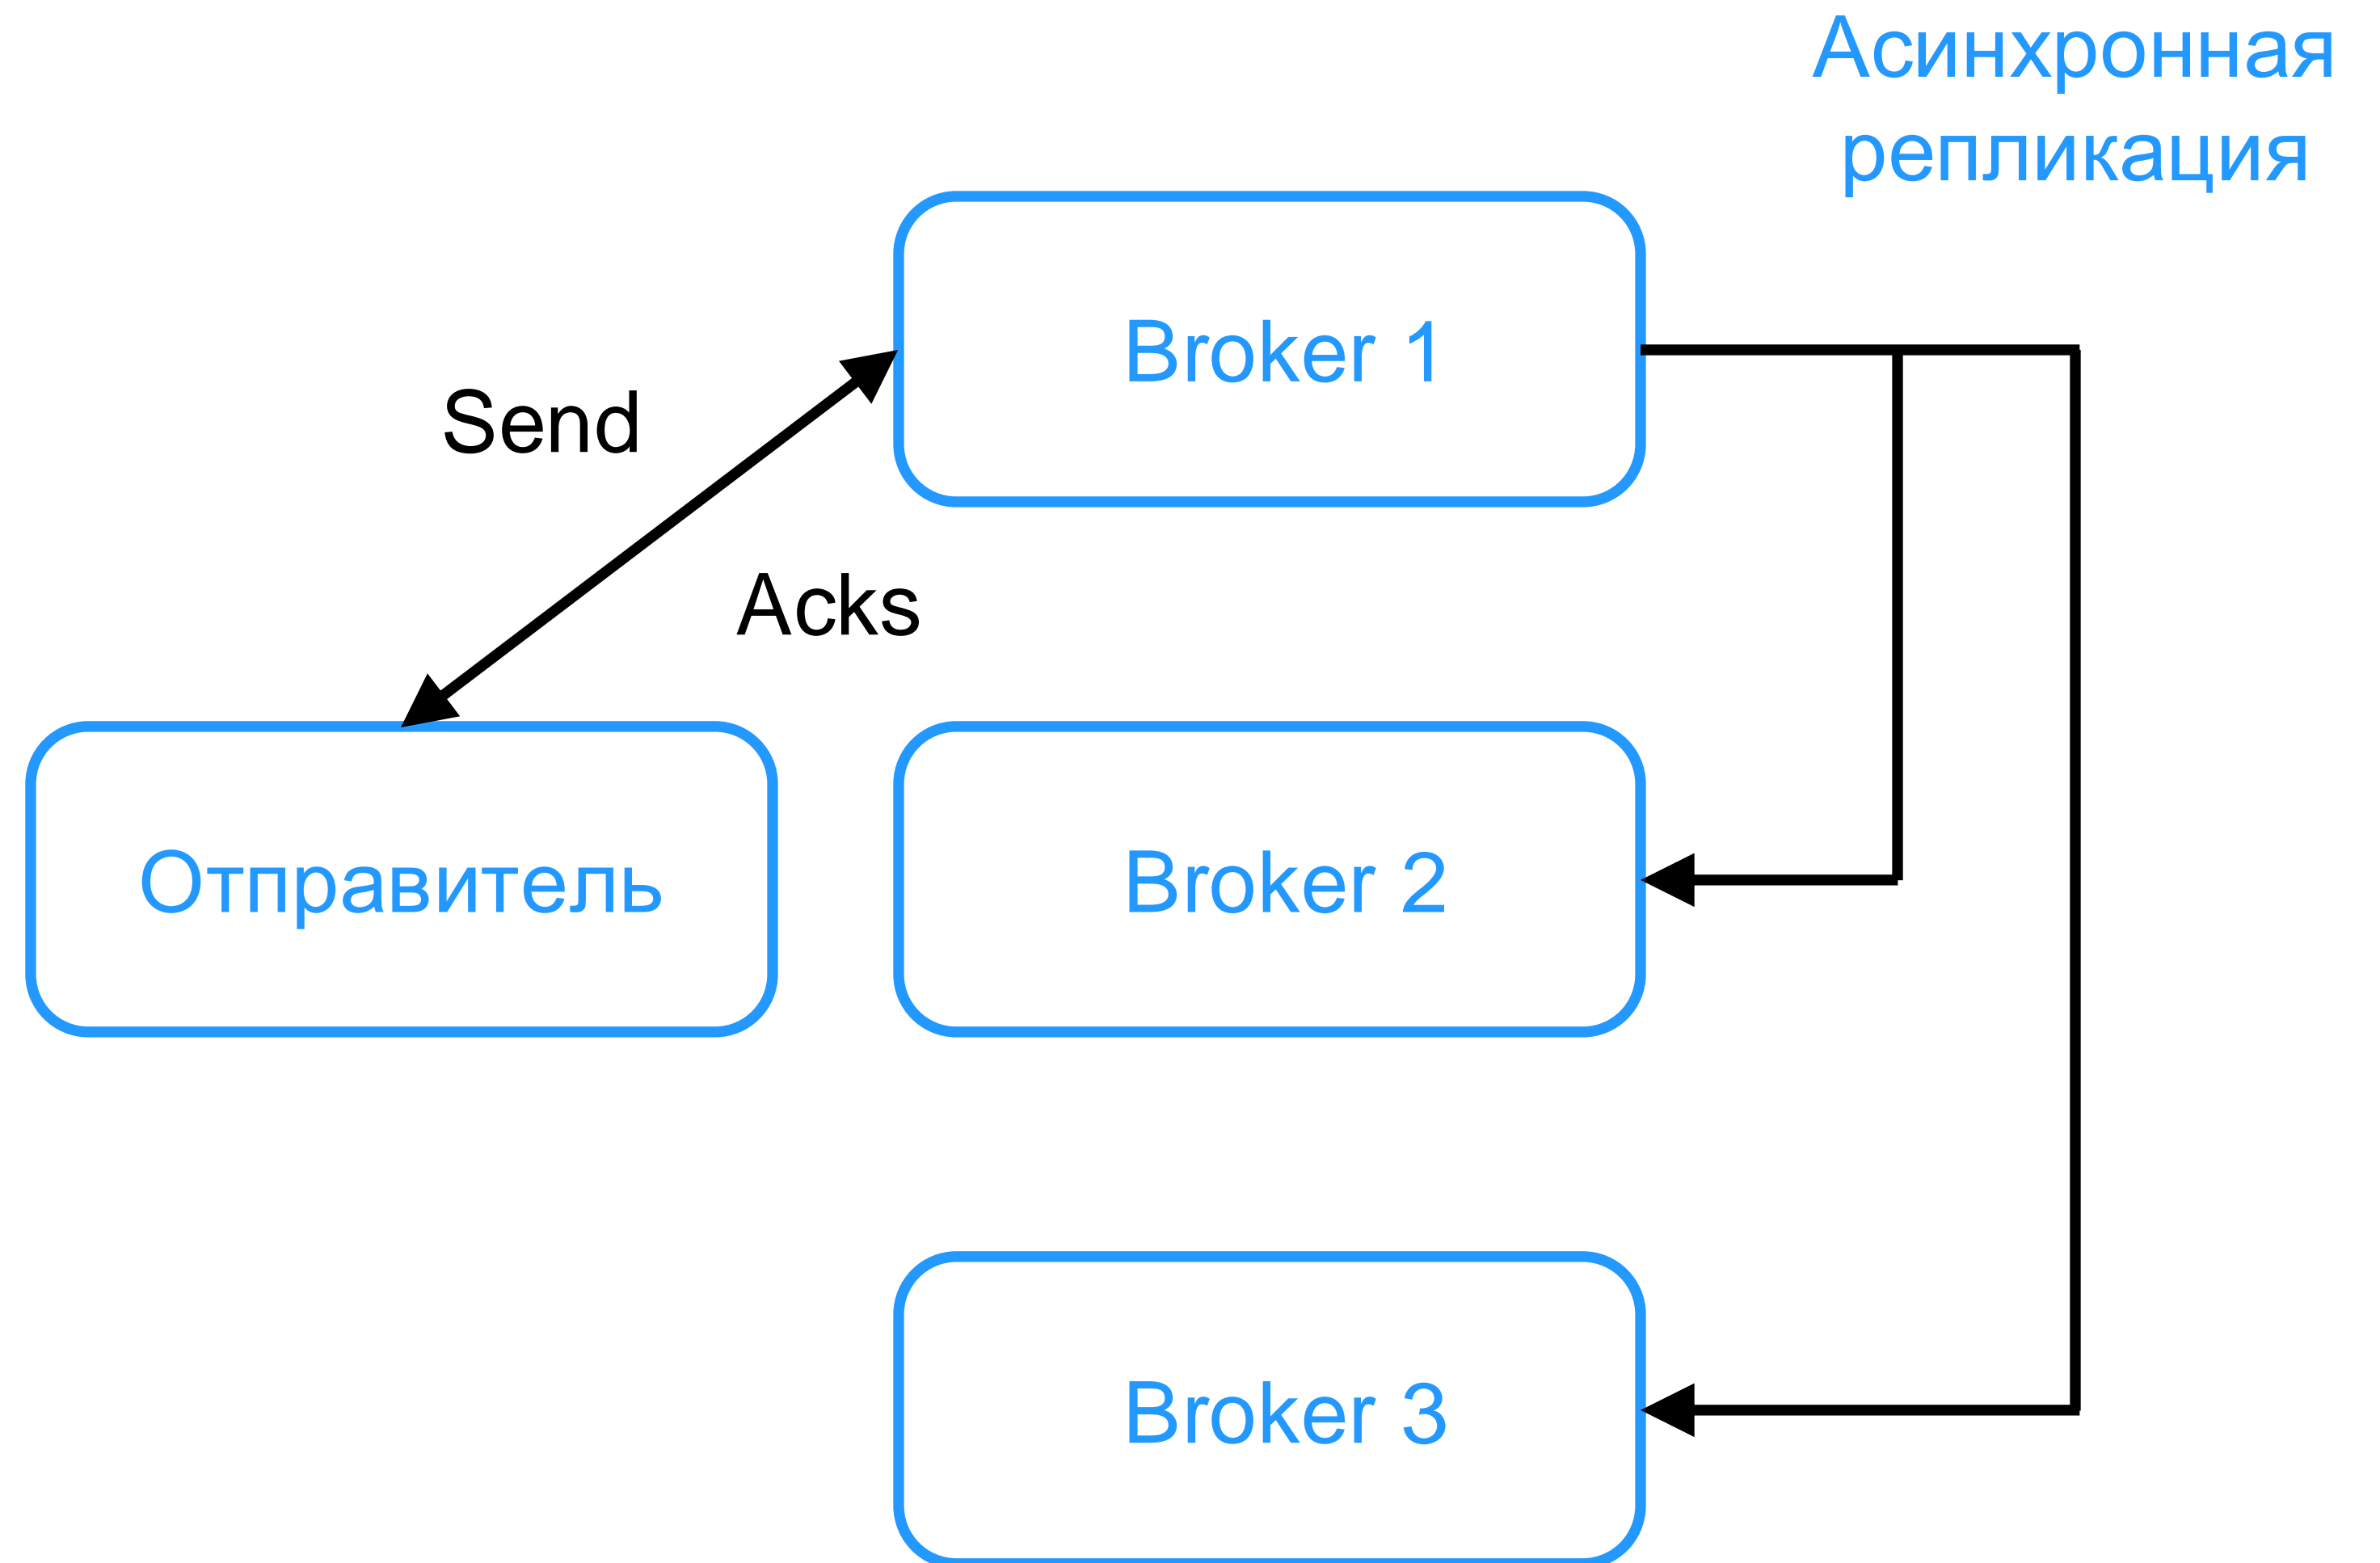 Асинхронная
репликация
Broker 1
Send
Acks
Отправитель
Broker 2
Broker 3